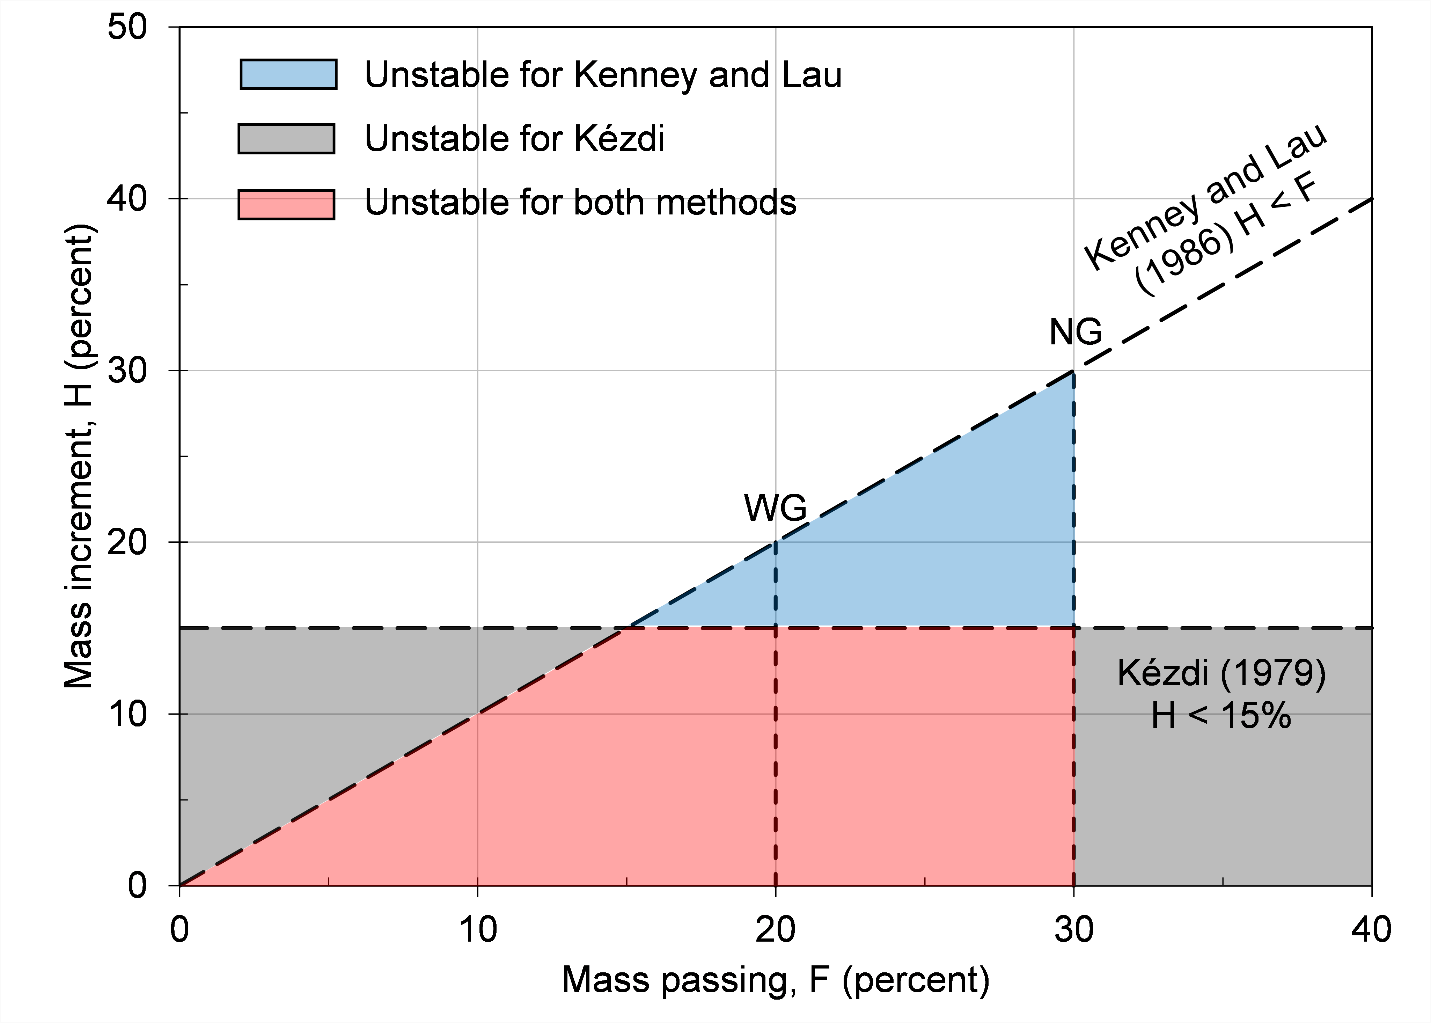 50
40
30
20
10
0
Mass increment, H (percent)
Unstable for Kenney and Lau
Unstable for Kézdi
Unstable for both methods
Kenney and Lau
(1986) H < F
NG
WG
Kézdi (1979)
H < 15%
0 10 20 30 40
Mass passing, F (percent)